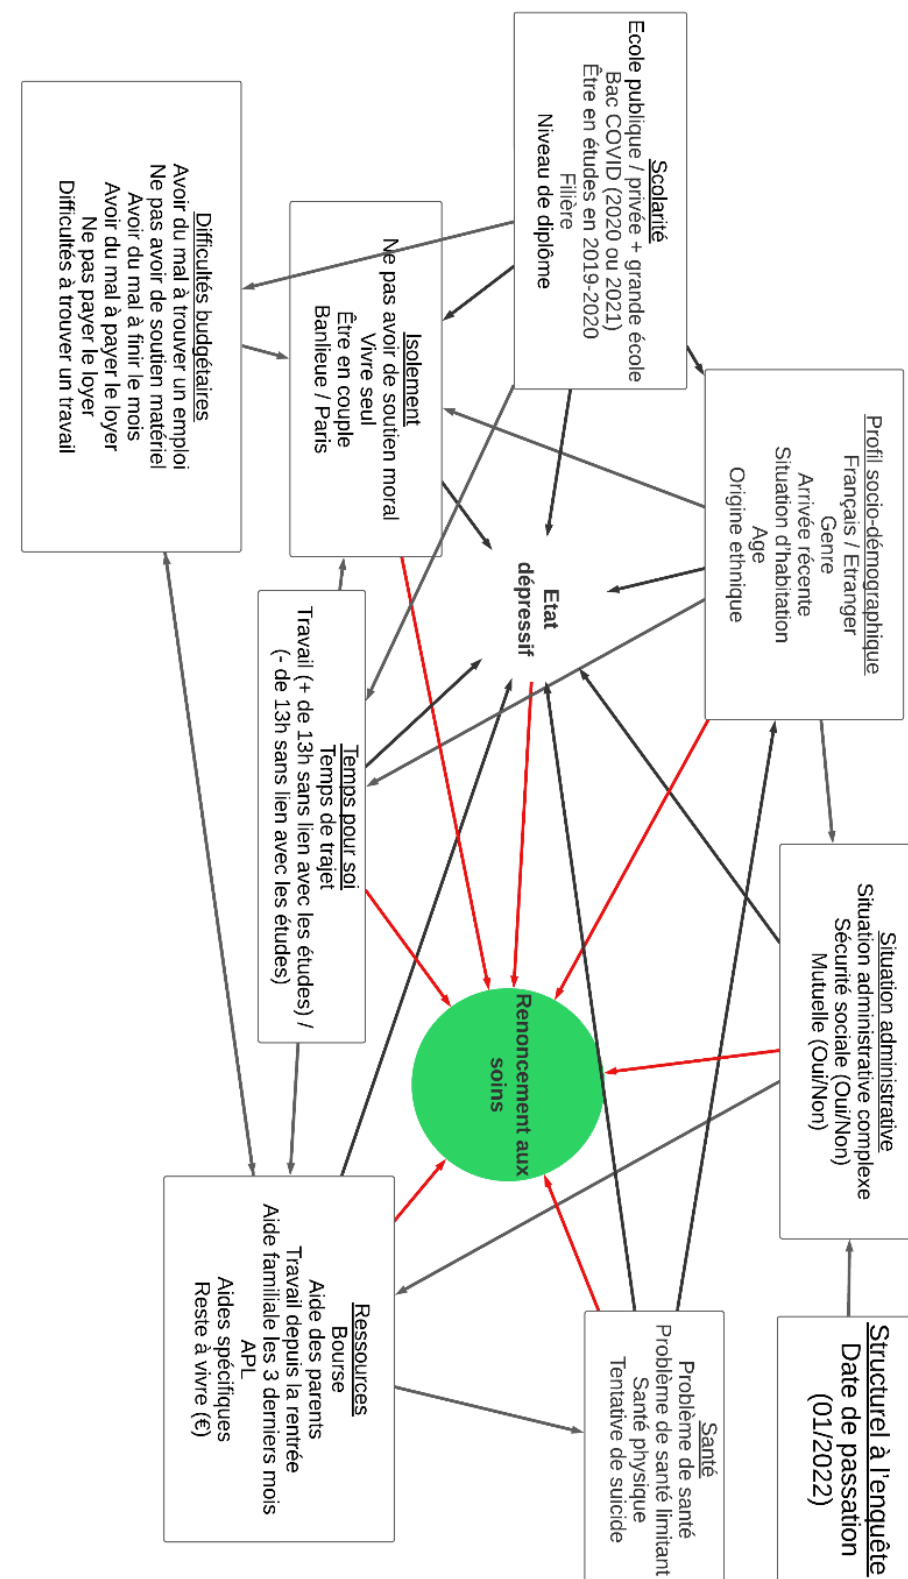 Structurel à l'enquête
Date de passation
(01/2022)
Situation administrative
Situation administrative complexe
Sécurité sociale (Oui/Non)
Mutuelle (Oui/Non)
Profil socio-démographique
Français / Etranger
Genre
Arrivée récente
Situation d'habitation
Age
Origine ethnique
Scolarité
Ecole publique / privée + grande école
Bac COVID (2020 ou 2021)
Être en études en 2019-2020
Filière
Niveau de diplôme
Santé
Problème de santé
Problème de santé limitant
Santé physique
Tentative de suicide
Etat
dépressif
Renoncement aux
soins
Isolement
Ne pas avoir de soutien moral
Vivre seul
Être en couple
Banlieue / Paris
Temps pour soi
Temps de trajet
Travail (+ de 13h sans lien avec les études) /
(- de 13h sans lien avec les études)
Ressources
Bourse
Aide des parents
Travail depuis la rentrée
Aide familiale les 3 derniers mois
APL
Aides spécifiques
Reste à vivre (€)
Difficultés budgétaires
Avoir du mal à trouver un emploi
Ne pas avoir de soutien matériel
Avoir du mal à finir le mois
Avoir du mal à payer le loyer
Ne pas payer le loyer
Difficultés à trouver un travail